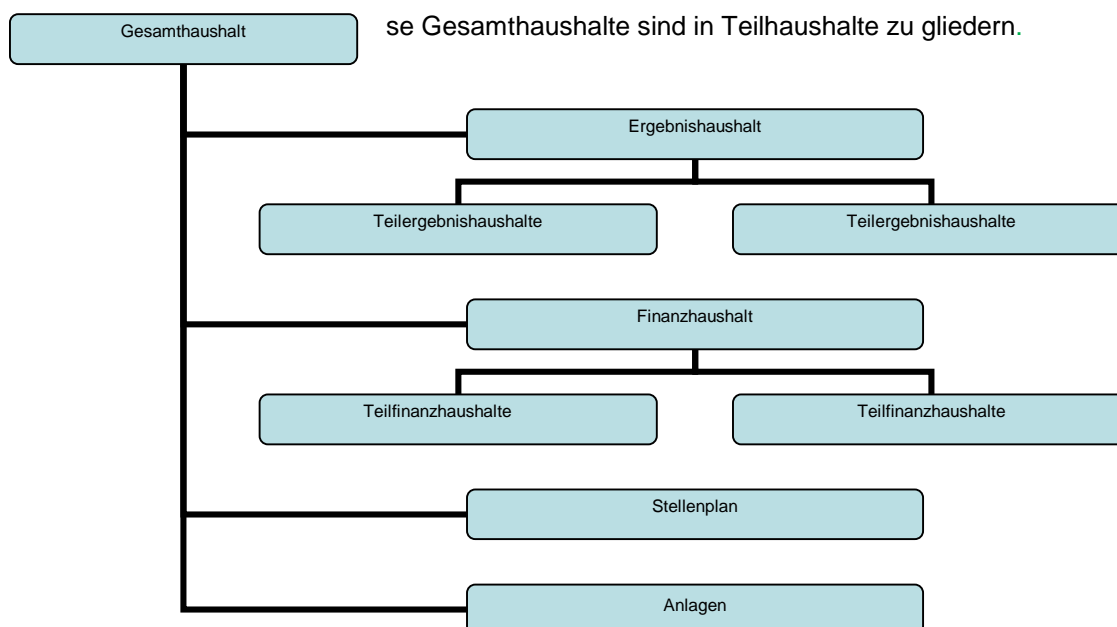 Gesamthaushalt
se Gesamthaushalte sind in Teilhaushalte zu gliedern.
Ergebnishaushalt
Teilergebnishaushalte
Teilergebnishaushalte
Finanzhaushalt
Teilfinanzhaushalte
Teilfinanzhaushalte
Stellenplan
Anlagen